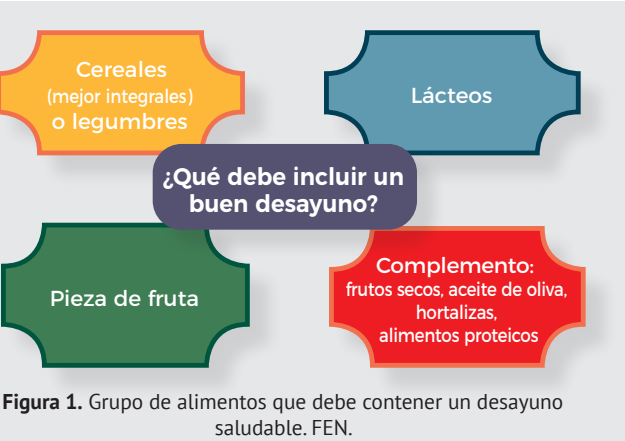 Cereales
(mejor integrales)
o legumbres
Lácteos
¿Qué debe incluir un
buen desayuno?
Pieza de fruta
Complemento:
frutos secos, aceite de oliva,
hortalizas,
alimentos proteicos
Figura 1. Grupo de alimentos que debe contener un desayuno
saludable. FEN.